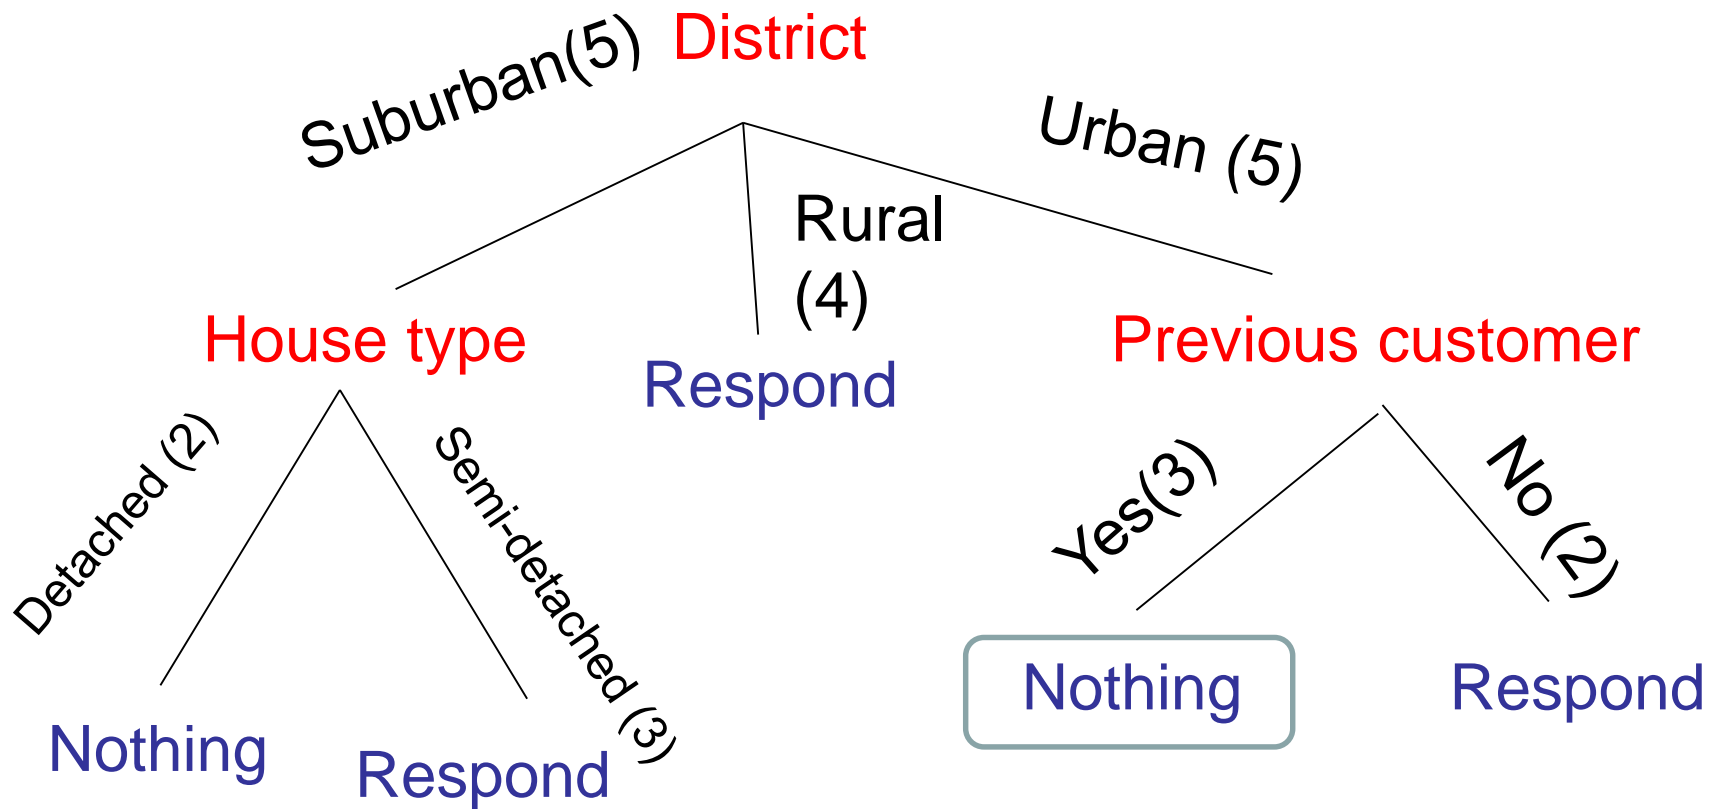 District
Suburban(5)
Urban (5)
Rural
(4)
House type
Respond
Previous customer
Detached (2)
Semi-detached (3)
Yes(3)
No (2)
Nothing
Respond
Nothing
Respond